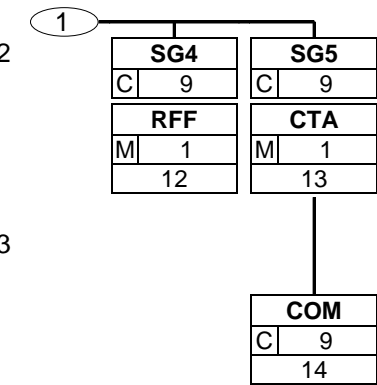 1
2 SG4 SG5
C 9 C 9
RFF CTA
M 1 M 1
12 13
3
COM
C 9
14